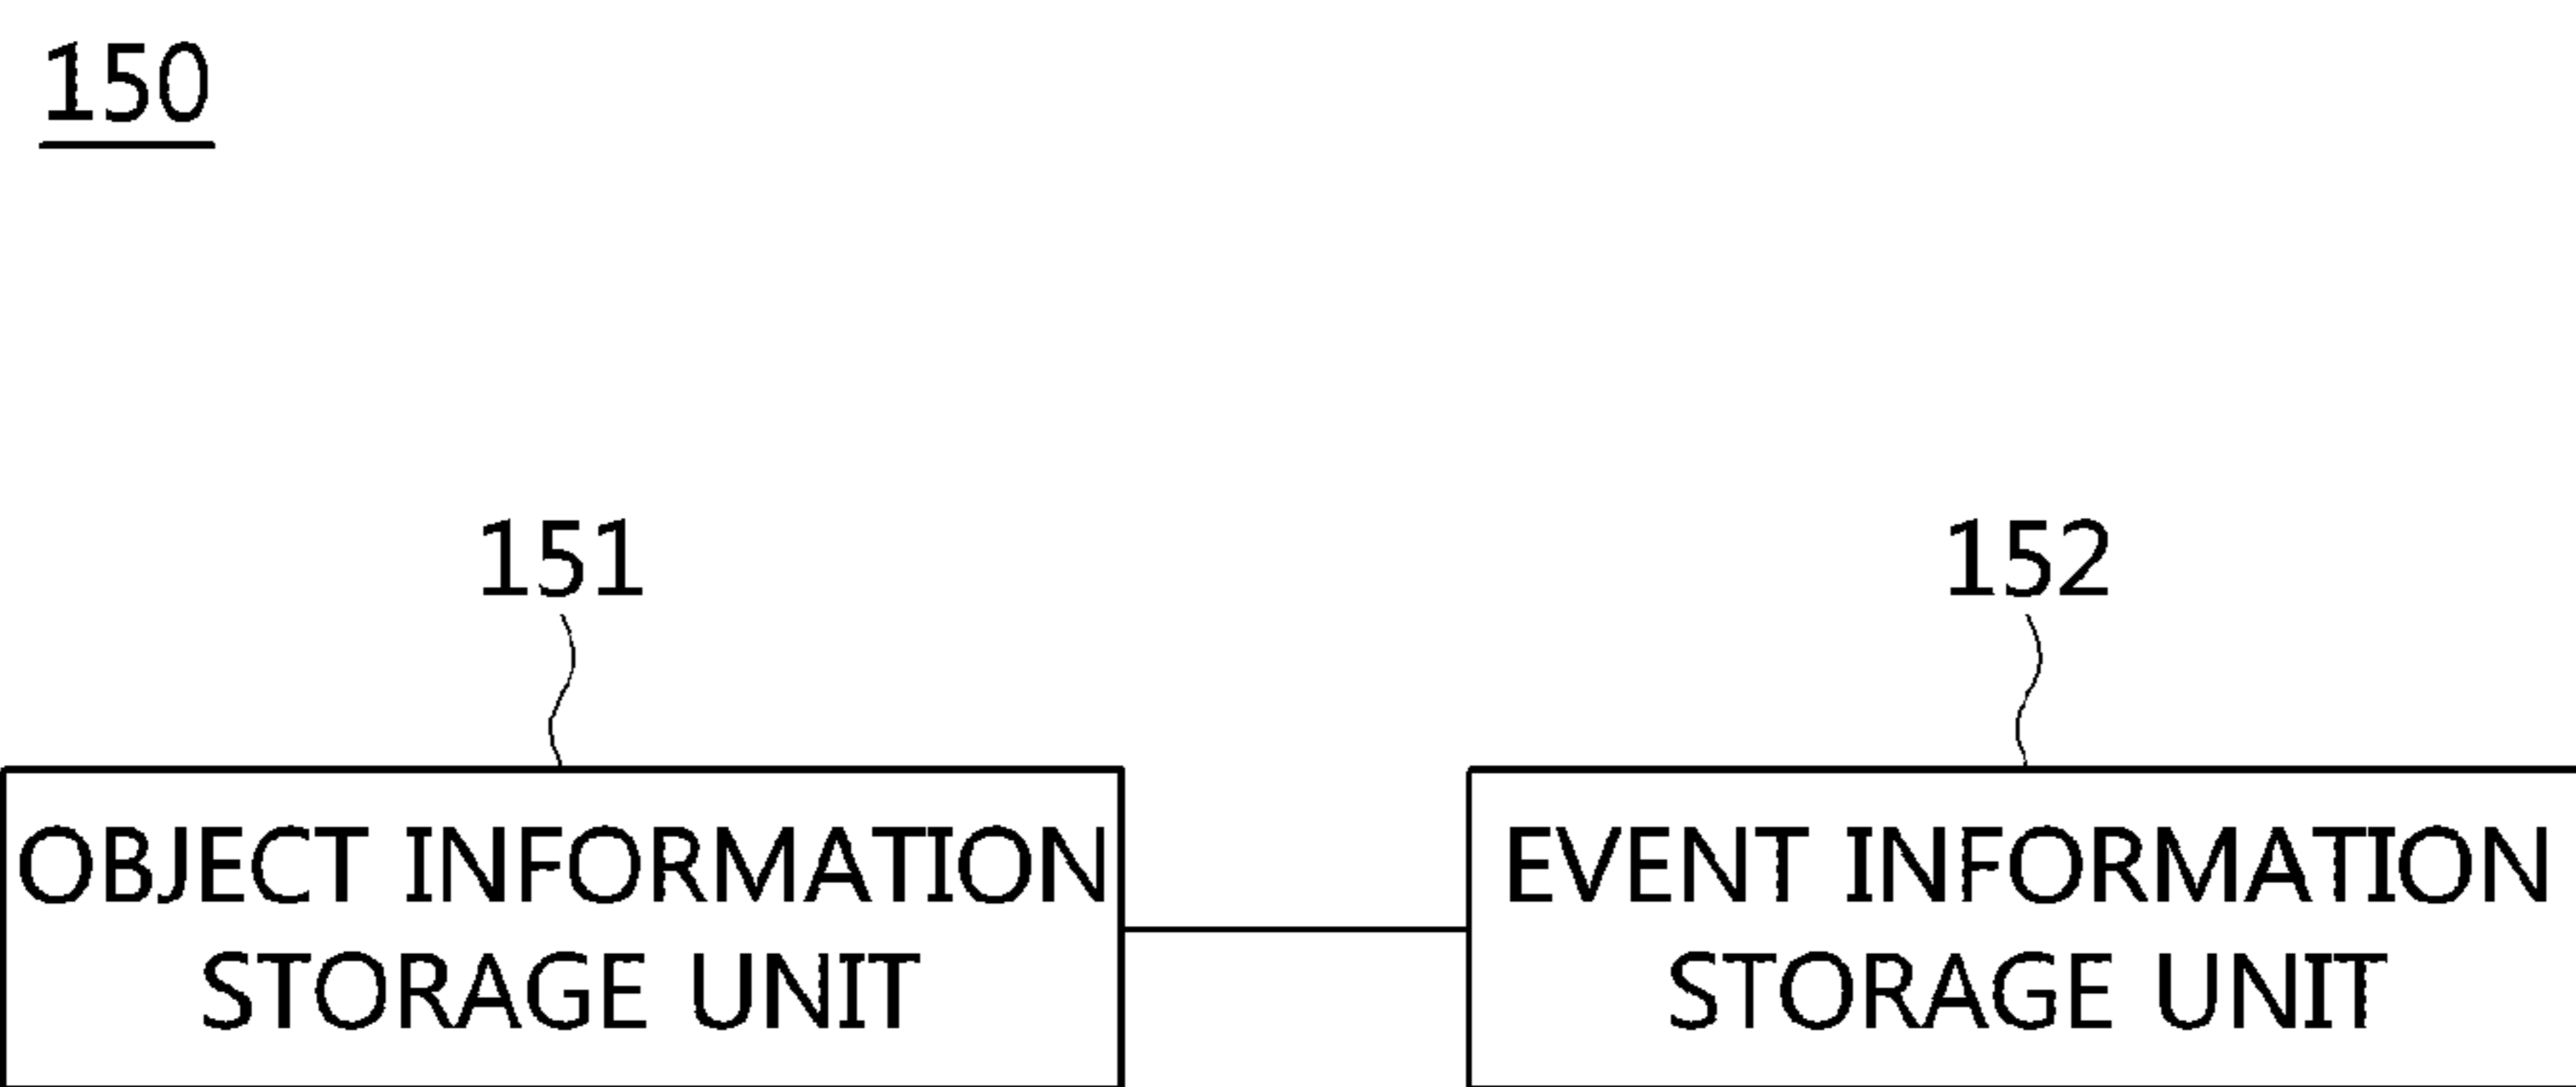 150
151
152
OBJECT INFORMATION
STORAGE UNIT
EVENT INFORMATION
STORAGE UNIT